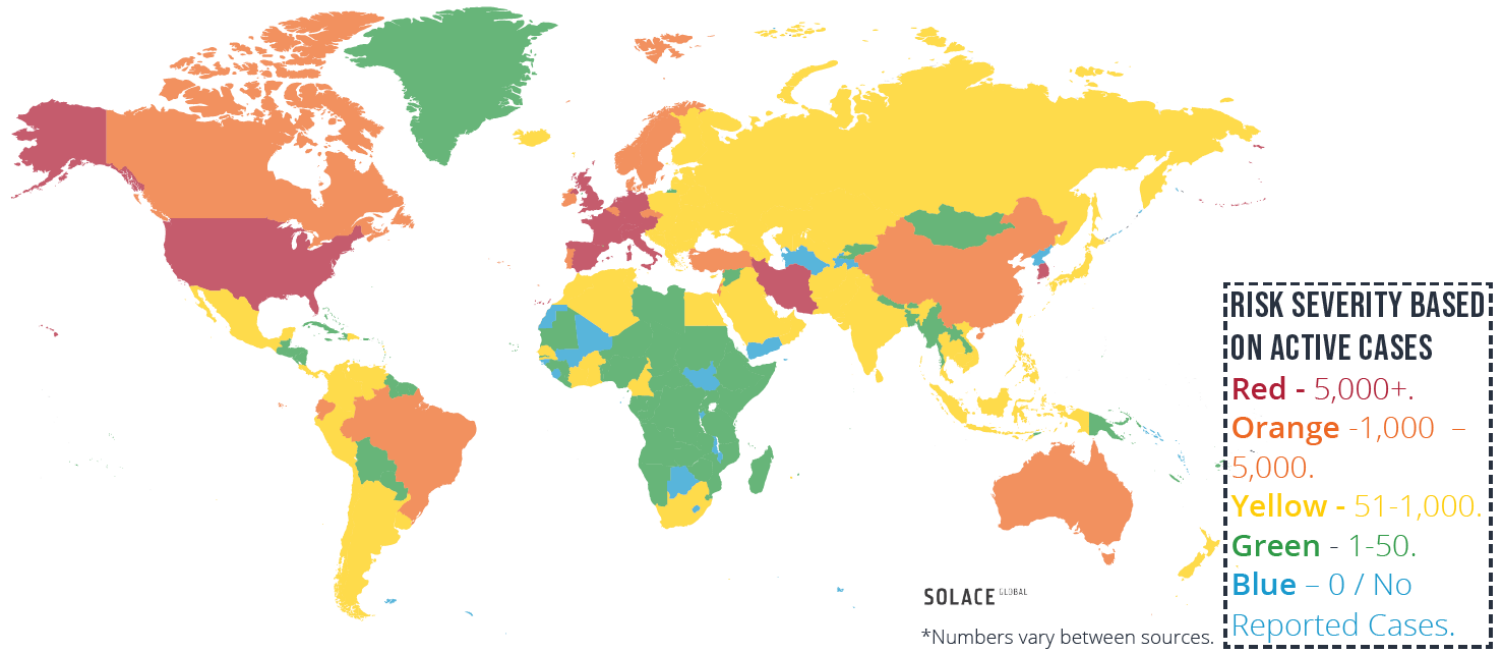 RISK SEVERITY BASED
ON ACTIVE CASES
Red - 5,000+.
Orange -1,000 –
5,000.
Yellow - 51-1,000.
Green - 1-50.
Blue – 0 / No
Reported Cases.
SOLACE GLOBAL
*Numbers vary between sources.